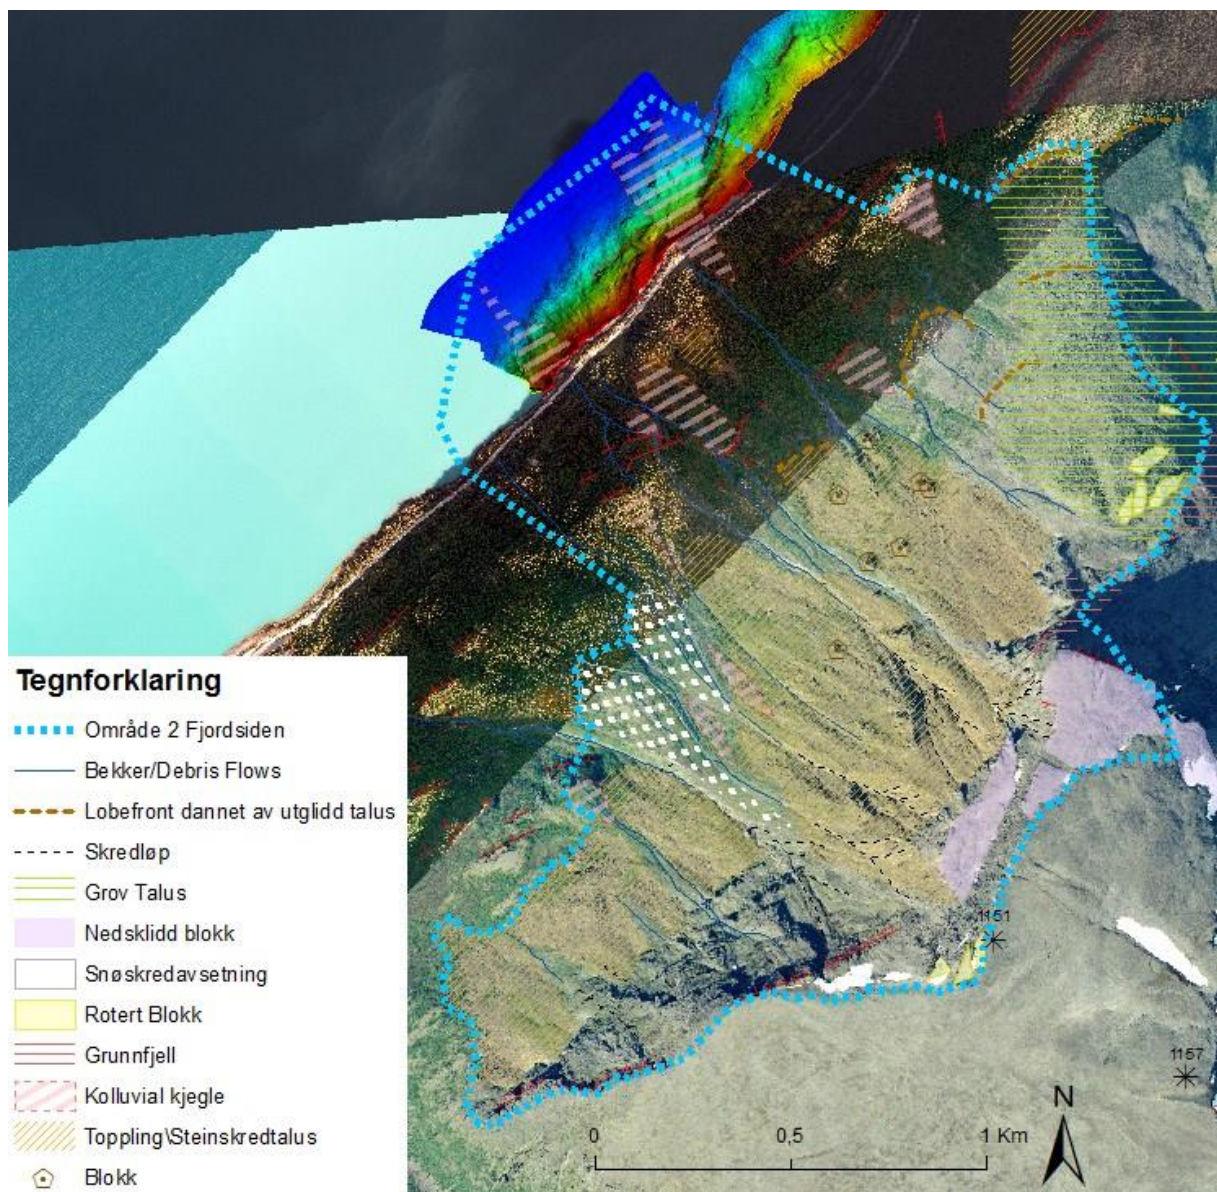 1151
1157
N
0 0,5 1 Km
Tegnforklaring
Område 2 Fjordsiden
Bekker/Debris Flows
Lobefront dannet av utglidd talus
Skredløp
Grov Talus
Nedsklidd blokk
Snøskredavsetning
Rotert Blokk
Grunnfjell
Kolluvial kjegle
Toppling\Steinskredtalus
Blokk